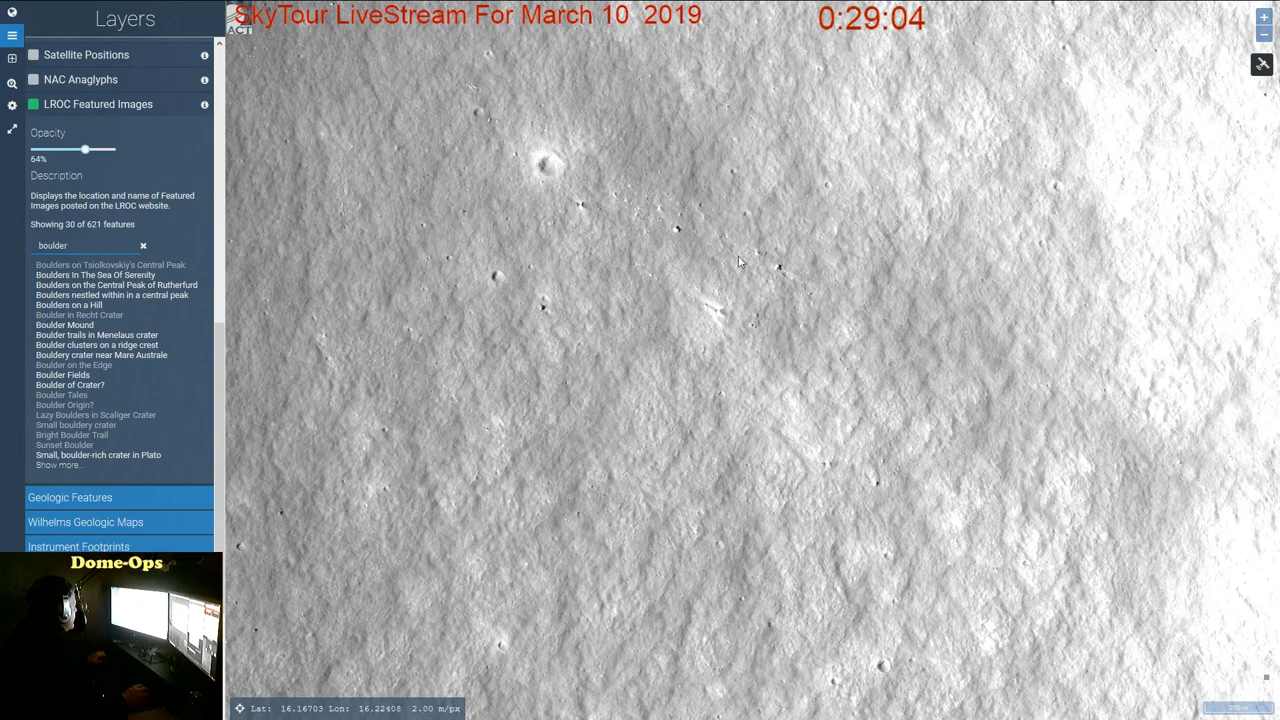 SkyTour LiveStream For March 10 2019
0:29:04
ACT
Layers
Satellite Positions
NAC Anaglyphs
LROC Featured Images
Opacity
64%
Description
Displays the location and name of Featured
Images posted on the LROC website.
Showing 30 of 621 features
boulder
Boulders on Tsiolkovskiy's Central Peak
Boulders In The Sea Of Serenity
Boulders on the Central Peak of Rutherfurd
Boulders nestled within in a central peak
Boulders on a Hill
Boulder in Recht Crater
Boulder Mound
Boulder trails in Menelaus crater
Boulder clusters on a ridge crest
Bouldery crater near Mare Australe
Boulder on the Edge
Boulder Fields
Boulder of Crater?
Boulder Tales
Boulder Origin?
Lazy Boulders in Scaliger Crater
Small bouldery crater
Bright Boulder Trail
Sunset Boulder
Small, boulder-rich crater in Plato
Show more...
Geologic Features
Wilhelms Geologic Maps
Instrument Footprints
Dome-Ops
Lat: 16.16703 Lon: 16.22408 2.00 m/px
200 m